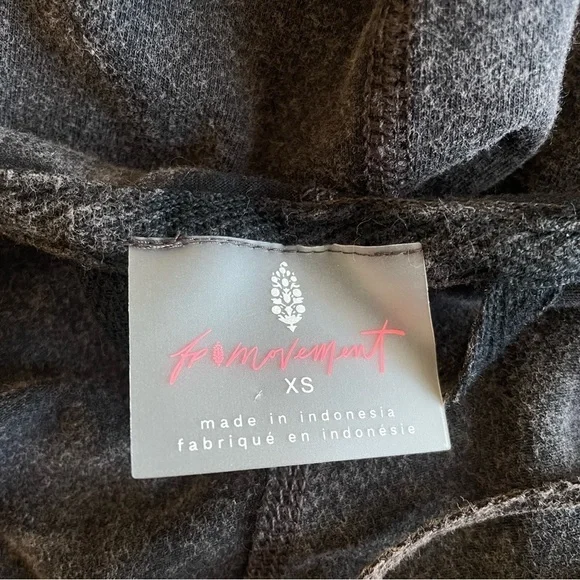 fp movement
XS
made in indonesia
fabriqué en indonésie